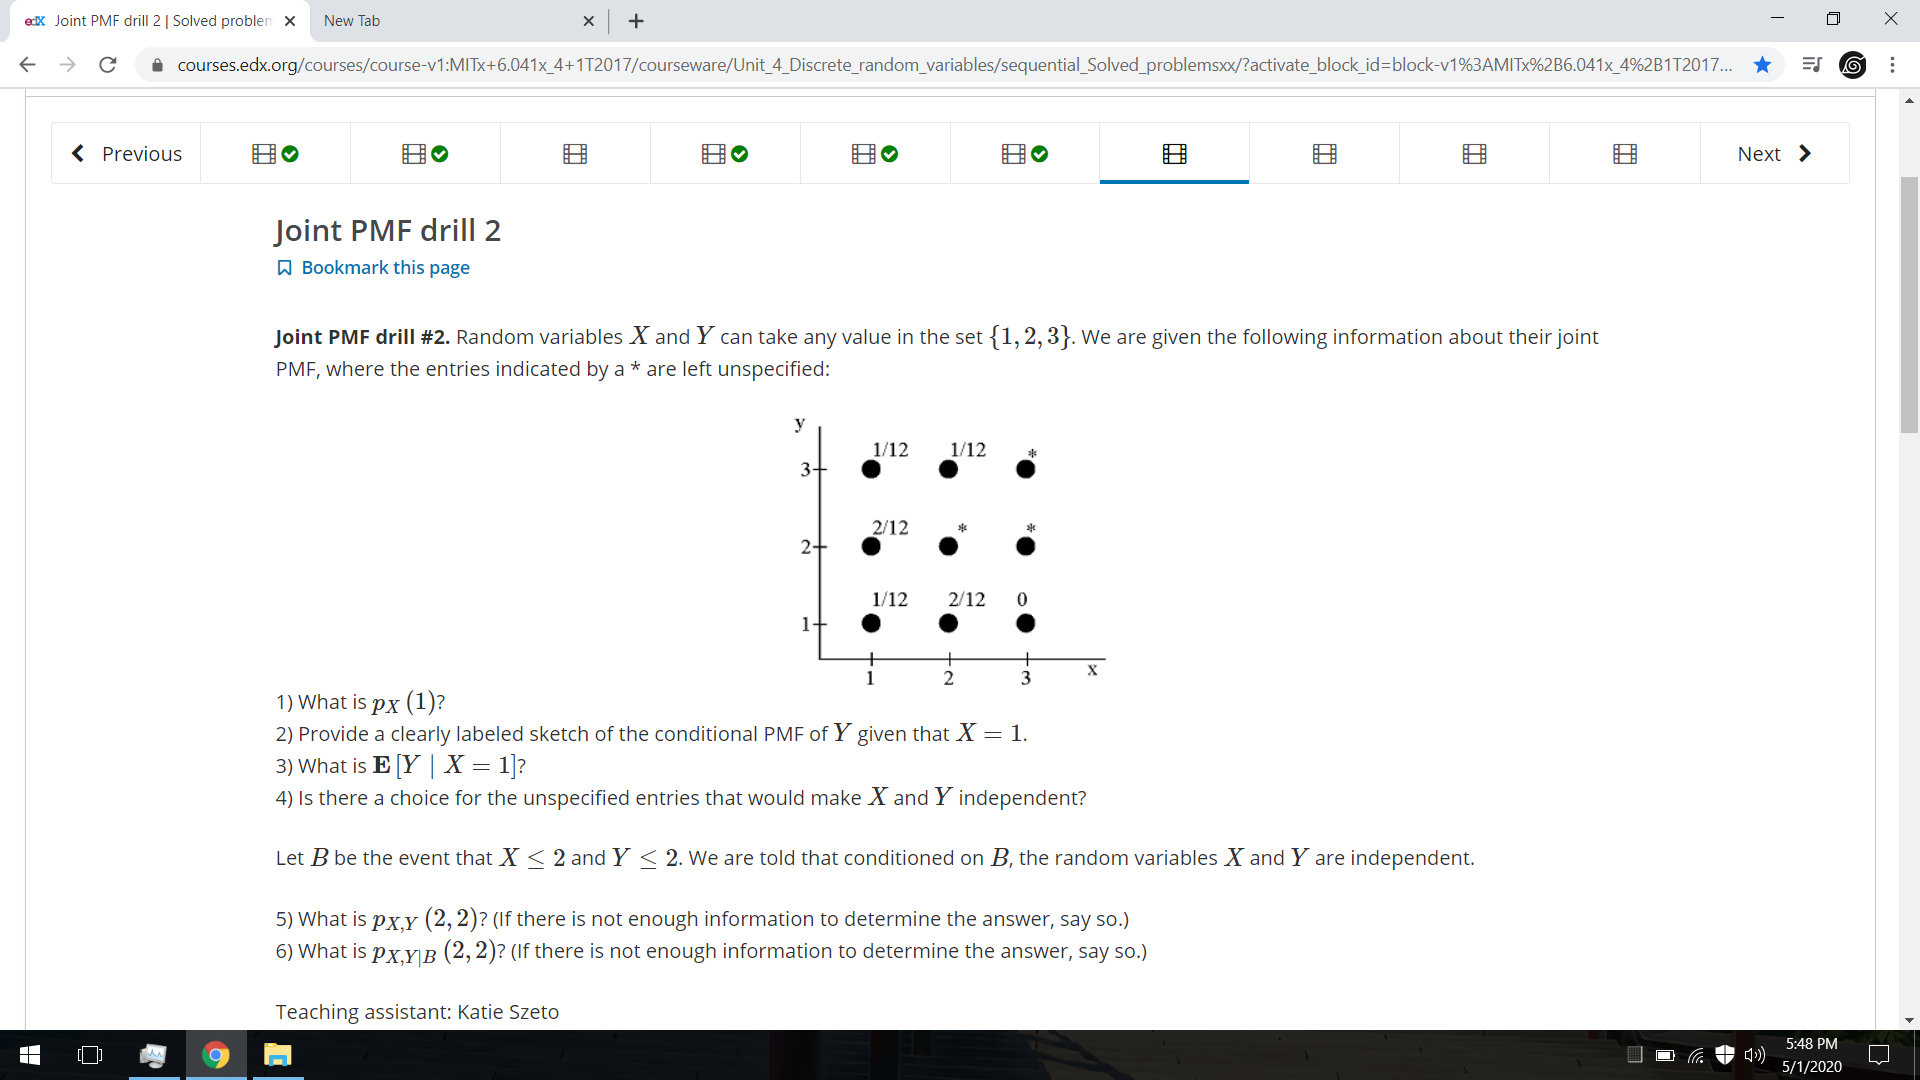 edX Joint PMF drill 2 | Solved problem
New Tab
courses.edx.org/courses/course-v1:MITx+6.041x_4+1T2017/courseware/Unit_4_Discrete_random_variables/sequential_Solved_problemsxx/?activate_block_id=block-v1%3AMITx%2B6.041x_4%2B1T2017...
Previous
Next
Joint PMF drill 2
Bookmark this page
Joint PMF drill #2. Random variables X and Y can take any value in the set {1, 2, 3}. We are given the following information about their joint
PMF, where the entries indicated by a * are left unspecified:
y
1/12 1/12 *
3
2/12 * *
2
1/12 2/12 0
1
x
1 2 3
1) What is pX (1)?
2) Provide a clearly labeled sketch of the conditional PMF of Y given that X = 1.
3) What is E [Y | X = 1]?
4) Is there a choice for the unspecified entries that would make X and Y independent?
Let B be the event that X ≤ 2 and Y ≤ 2. We are told that conditioned on B, the random variables X and Y are independent.
5) What is pX,Y (2, 2)? (If there is not enough information to determine the answer, say so.)
6) What is pX,Y|B (2, 2)? (If there is not enough information to determine the answer, say so.)
Teaching assistant: Katie Szeto
5:48 PM
5/1/2020